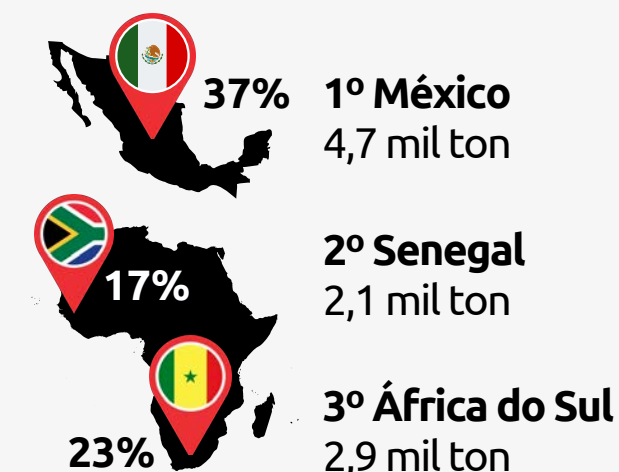 37%
1º México
4,7 mil ton
17%
2º Senegal
2,1 mil ton
23%
3º África do Sul
2,9 mil ton